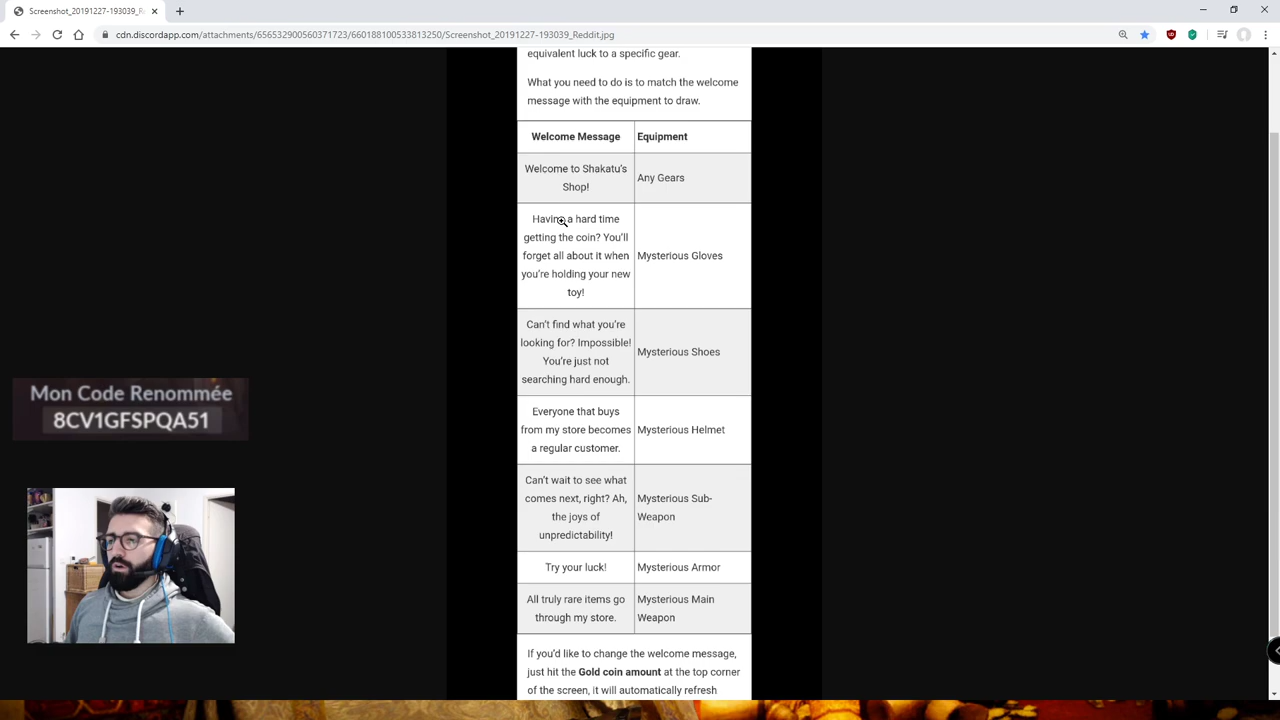 Screenshot_20191227-193039_R
cdn.discordapp.com/attachments/656532900560371723/660188100533813250/Screenshot_20191227-193039_Reddit.jpg
equivalent luck to a specific gear.
What you need to do is to match the welcome
message with the equipment to draw.
Welcome Message
Equipment
Welcome to Shakatu's
Shop!
Any Gears
Having a hard time
getting the coin? You'll
forget all about it when
you're holding your new
toy!
Mysterious Gloves
Can't find what you're
looking for? Impossible!
You're just not
searching hard enough.
Mysterious Shoes
Everyone that buys
from my store becomes
a regular customer.
Mysterious Helmet
Can't wait to see what
comes next, right? Ah,
the joys of
unpredictability!
Mysterious Sub-
Weapon
Try your luck!
Mysterious Armor
All truly rare items go
through my store.
Mysterious Main
Weapon
If you'd like to change the welcome message,
just hit the Gold coin amount at the top corner
of the screen, it will automatically refresh
Mon Code Renommée
8CV1GFSPQA51